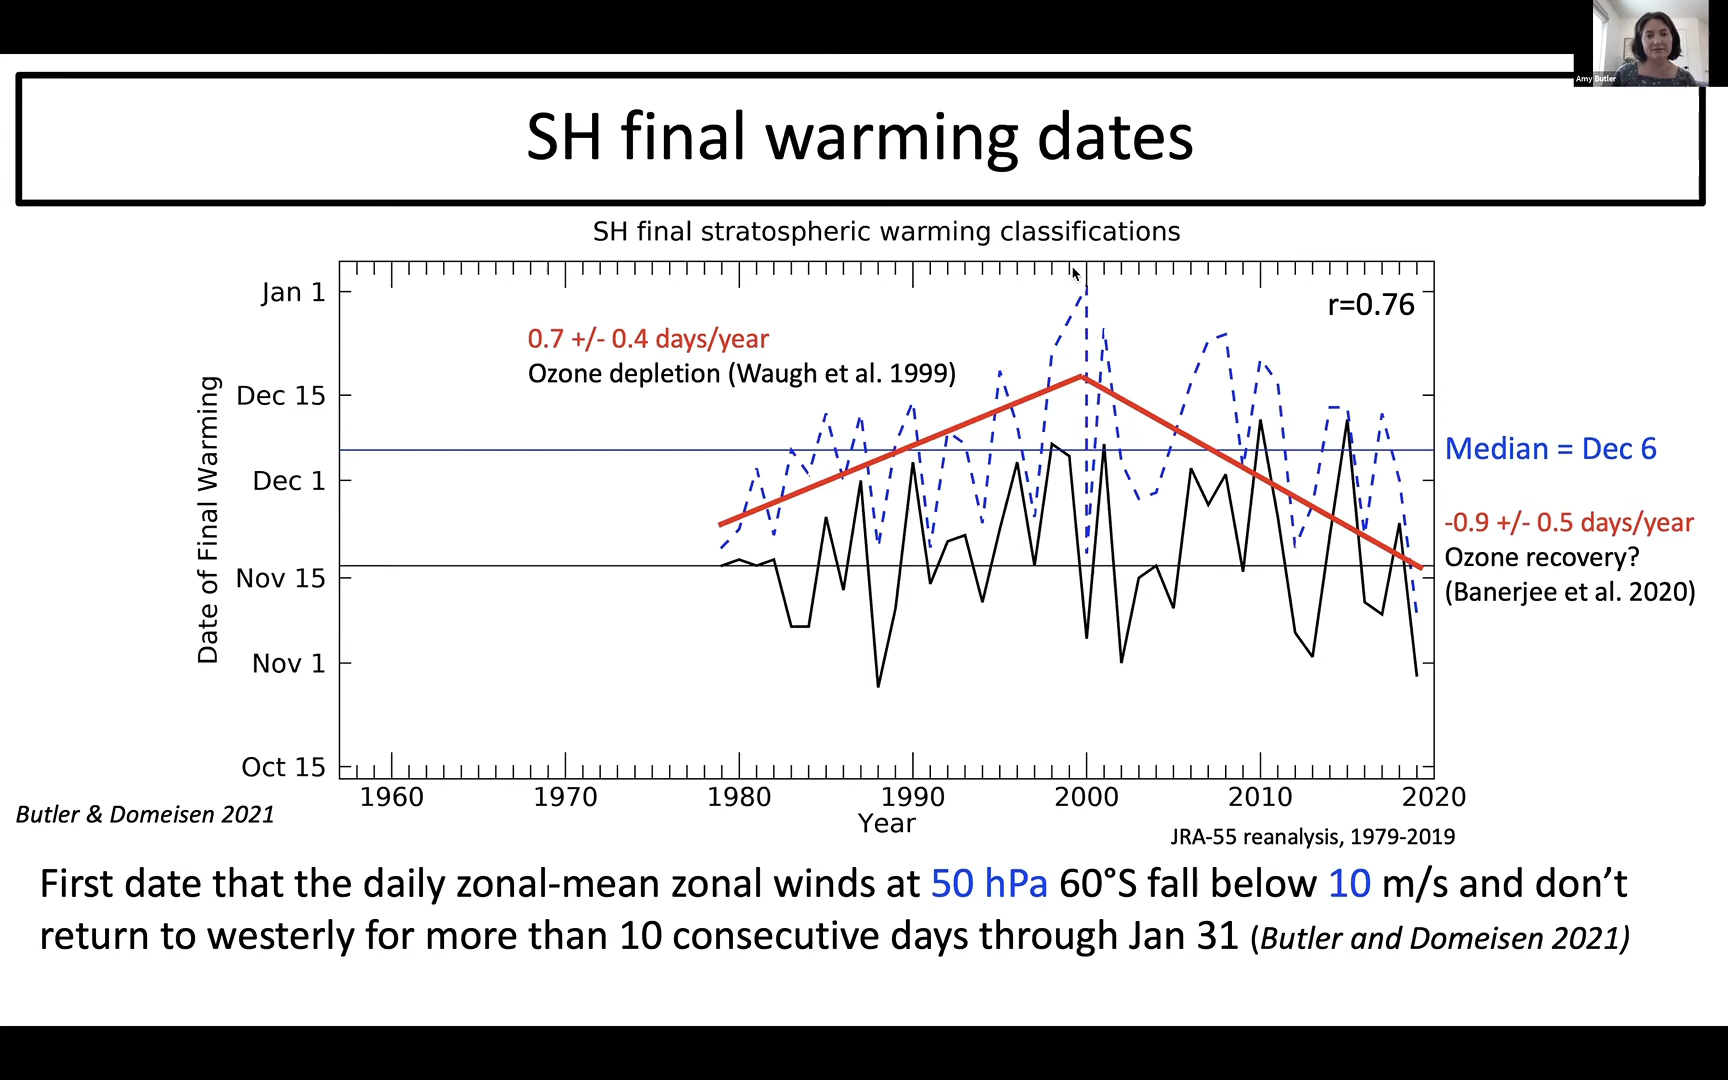 Amy Butler
SH final warming dates
SH final stratospheric warming classifications
Jan 1
Dec 15
Dec 1
Nov 15
Nov 1
Oct 15
Date of Final Warming
r=0.76
0.7 +/- 0.4 days/year
Ozone depletion (Waugh et al. 1999)
Median = Dec 6
-0.9 +/- 0.5 days/year
Ozone recovery?
(Banerjee et al. 2020)
1960 1970 1980 1990 2000 2010 2020
Year
Butler & Domeisen 2021
JRA-55 reanalysis, 1979-2019
First date that the daily zonal-mean zonal winds at 50 hPa 60°S fall below 10 m/s and don’t
return to westerly for more than 10 consecutive days through Jan 31 (Butler and Domeisen 2021)